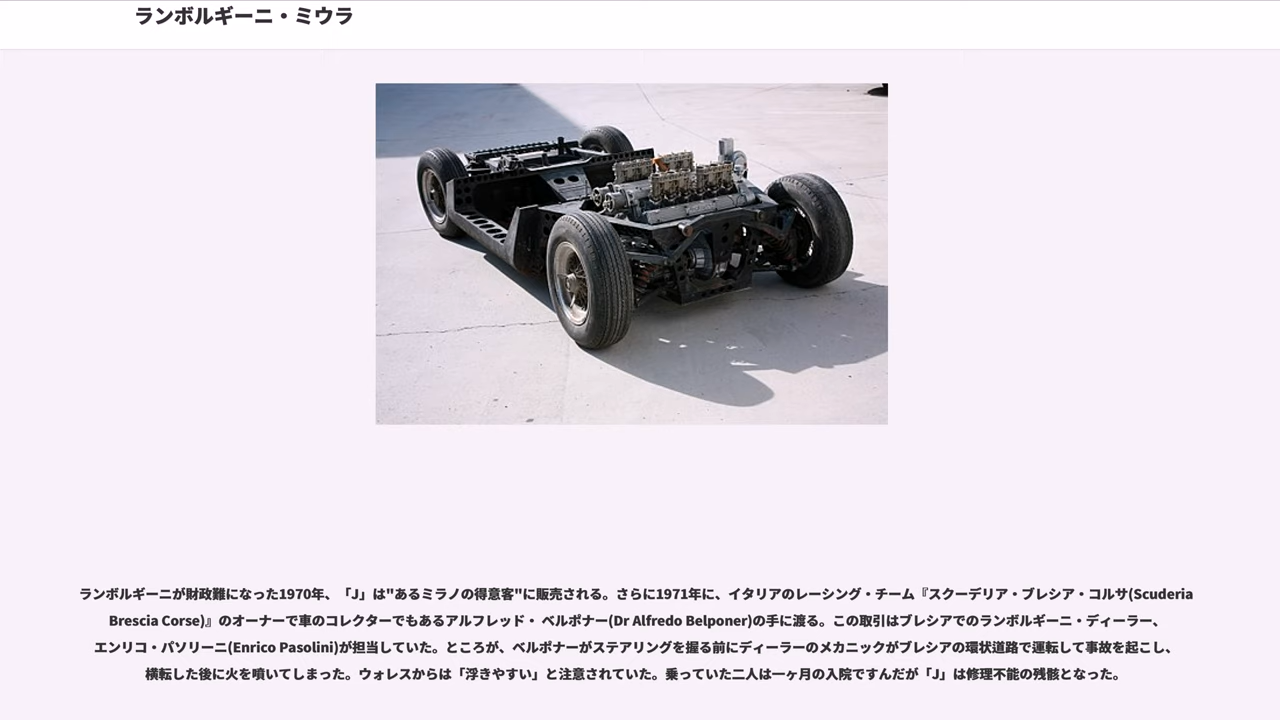 ランボルギーニ・ミウラ
ランボルギーニが財政難になった1970年、「J」は"あるミラノの得意客"に販売される。さらに1971年に、イタリアのレーシング・チーム『スクーデリア・ブレシア・コルサ(Scuderia
Brescia Corse)』のオーナーで車のコレクターでもあるアルフレッド・ ベルポナー(Dr Alfredo Belponer)の手に渡る。この取引はブレシアでのランボルギーニ・ディーラー、
エンリコ・パソリーニ(Enrico Pasolini)が担当していた。ところが、ベルポナーがステアリングを握る前にディーラーのメカニックがブレシアの環状道路で運転して事故を起こし、
横転した後に火を噴いてしまった。ウォレスからは「浮きやすい」と注意されていた。乗っていた二人は一ヶ月の入院ですんだが「J」は修理不能の残骸となった。